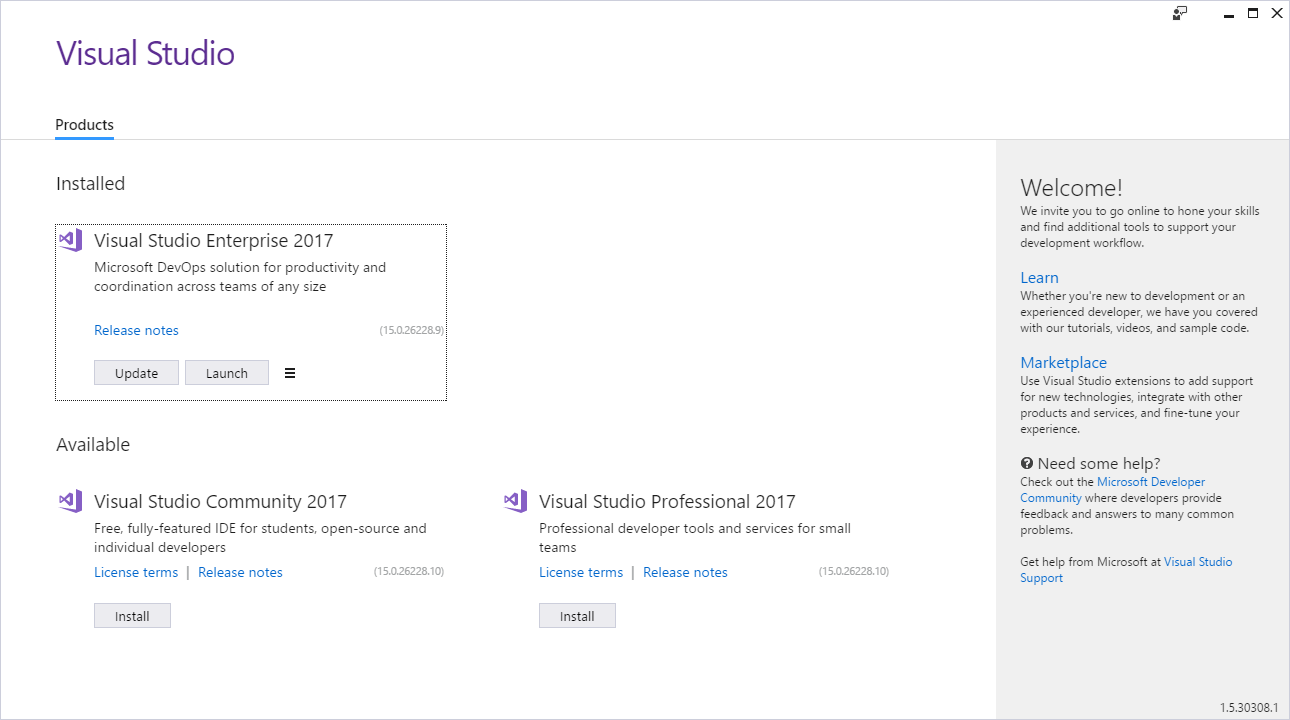 Visual Studio
Products
Installed
Visual Studio Enterprise 2017
Microsoft DevOps solution for productivity and
coordination across teams of any size
Release notes (15.0.26228.9)
Update Launch
Available
Visual Studio Community 2017
Free, fully-featured IDE for students, open-source and
individual developers
License terms | Release notes (15.0.26228.10)
Install
Visual Studio Professional 2017
Professional developer tools and services for small
teams
License terms | Release notes (15.0.26228.10)
Install
Welcome!
We invite you to go online to hone your skills
and find additional tools to support your
development workflow.
Learn
Whether you're new to development or an
experienced developer, we have you covered
with our tutorials, videos, and sample code.
Marketplace
Use Visual Studio extensions to add support
for new technologies, integrate with other
products and services, and fine-tune your
experience.
Need some help?
Check out the Microsoft Developer
Community where developers provide
feedback and answers to many common
problems.
Get help from Microsoft at Visual Studio
Support
1.5.30308.1